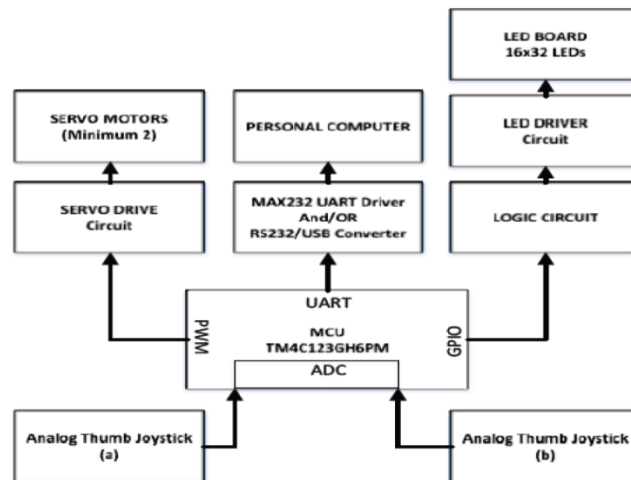 LED BOARD
16x32 LEDs
SERVO MOTORS
(Minimum 2)
PERSONAL COMPUTER
LED DRIVER
Circuit
SERVO DRIVE
Circuit
MAX232 UART Driver
And/OR
RS232/USB Converter
LOGIC CIRCUIT
UART
PWM
MCU
TM4C123GH6PM
GPIO
ADC
Analog Thumb Joystick
(a)
Analog Thumb Joystick
(b)